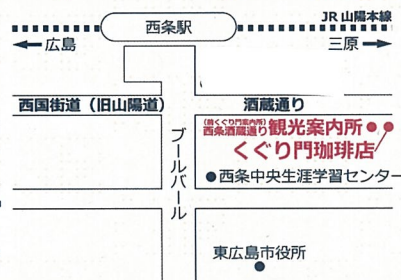 JR山陽本線
西条駅
← 広島
三原 →
西国街道（旧山陽道）
酒蔵通り
(前くぐり門案内所)
西条酒蔵通り観光案内所
くぐり門珈琲店
ブールバール
西条中央生涯学習センター
東広島市役所